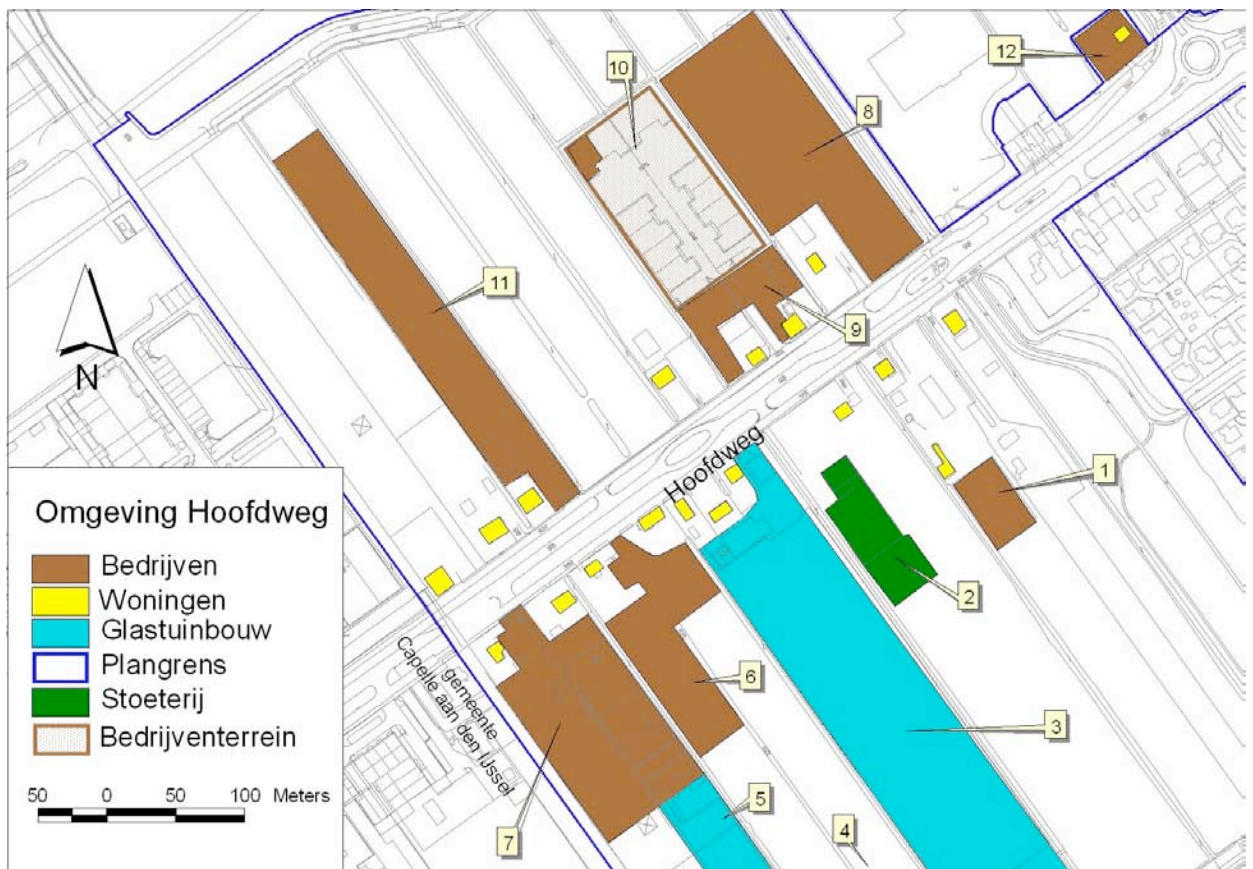 12
10
8
11
9
N
Hoofdweg
1
2
6
3
7
5
4
gemeente
Capelle aan den IJssel
Omgeving Hoofdweg
Bedrijven
Woningen
Glastuinbouw
Plangrens
Stoeterij
Bedrijventerrein
50 0 50 100 Meters